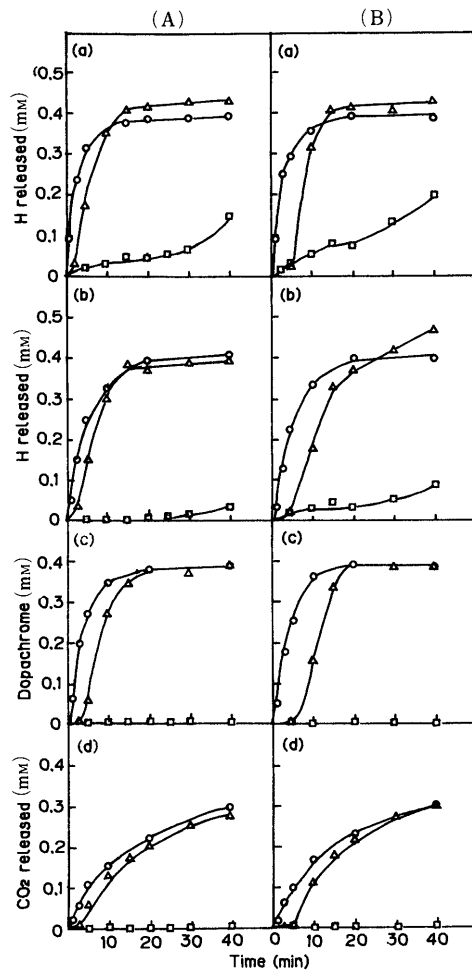 (A) (B)
H released (mM)
(0.5
0.4
0.3
0.2
0.1
0
(a) (a)
H released (mM)
0.4
0.3
0.2
0.1
0
(b) (b)
Dopachrome (mM)
0.4
0.3
0.2
0.1
0
(c) (c)
CO2 released (mM)
0.4
0.3
0.2
0.1
0
(d) (d)
10 20 30 40 0 10 20 30 40
Time (min)